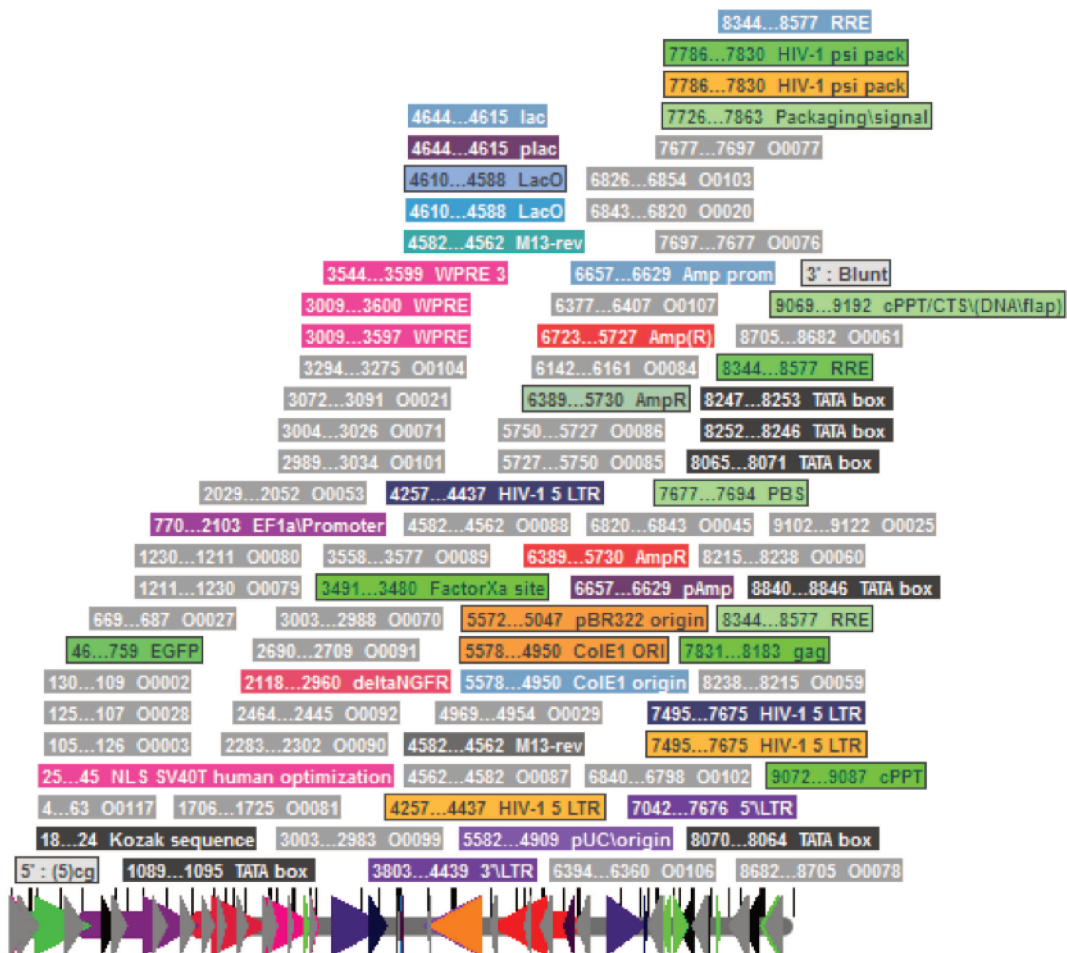 8344...8577 RRE
7786...7830 HIV-1 psi pack
7786...7830 HIV-1 psi pack
4644...4615 lac 7726...7863 Packaging\signal
4644...4615 plac 7677...7697 O0077
4610...4588 LacO 6826...6854 O0103
4610...4588 LacO 6843...6820 O0020
4582...4562 M13-rev 7697...7677 O0076
3544...3599 WPRE 3 6657...6629 Amp prom 3' : Blunt
3009...3600 WPRE 6377...6407 O0107 9069...9192 cPPT/CTS\(DNA\flap)
3009...3597 WPRE 6723...5727 Amp(R) 8705...8682 O0061
3294...3275 O0104 6142...6161 O0084 8344...8577 RRE
3072...3091 O0021 6389...5730 AmpR 8247...8253 TATA box
3004...3026 O0071 5750...5727 O0086 8252...8246 TATA box
2989...3034 O0101 5727...5750 O0085 8065...8071 TATA box
2029...2052 O0053 4257...4437 HIV-1 5 LTR 7677...7694 PBS
770...2103 EF1a\Promoter 4582...4562 O0088 6820...6843 O0045 9102...9122 O0025
1230...1211 O0080 3558...3577 O0089 6389...5730 AmpR 8215...8238 O0060
1211...1230 O0079 3491...3480 FactorXa site 6657...6629 pAmp 8840...8846 TATA box
669...687 O0027 3003...2988 O0070 5572...5047 pBR322 origin 8344...8577 RRE
46...759 EGFP 2690...2709 O0091 5578...4950 ColE1 ORI 7831...8183 gag
130...109 O0002 2118...2960 deltaNGFR 5578...4950 ColE1 origin 8238...8215 O0059
125...107 O0028 2464...2445 O0092 4969...4954 O0029 7495...7675 HIV-1 5 LTR
105...126 O0003 2283...2302 O0090 4582...4562 M13-rev 7495...7675 HIV-1 5 LTR
25...45 NLS SV40T human optimization 4562...4582 O0087 6840...6798 O0102 9072...9087 cPPT
4...63 O0117 1706...1725 O0081 4257...4437 HIV-1 5 LTR 7042...7676 5'\LTR
18...24 Kozak sequence 3003...2983 O0099 5582...4909 pUC\origin 8070...8064 TATA box
5' : (5)cg 1089...1095 TATA box 3803...4439 3'\LTR 6394...6360 O0106 8682...8705 O0078